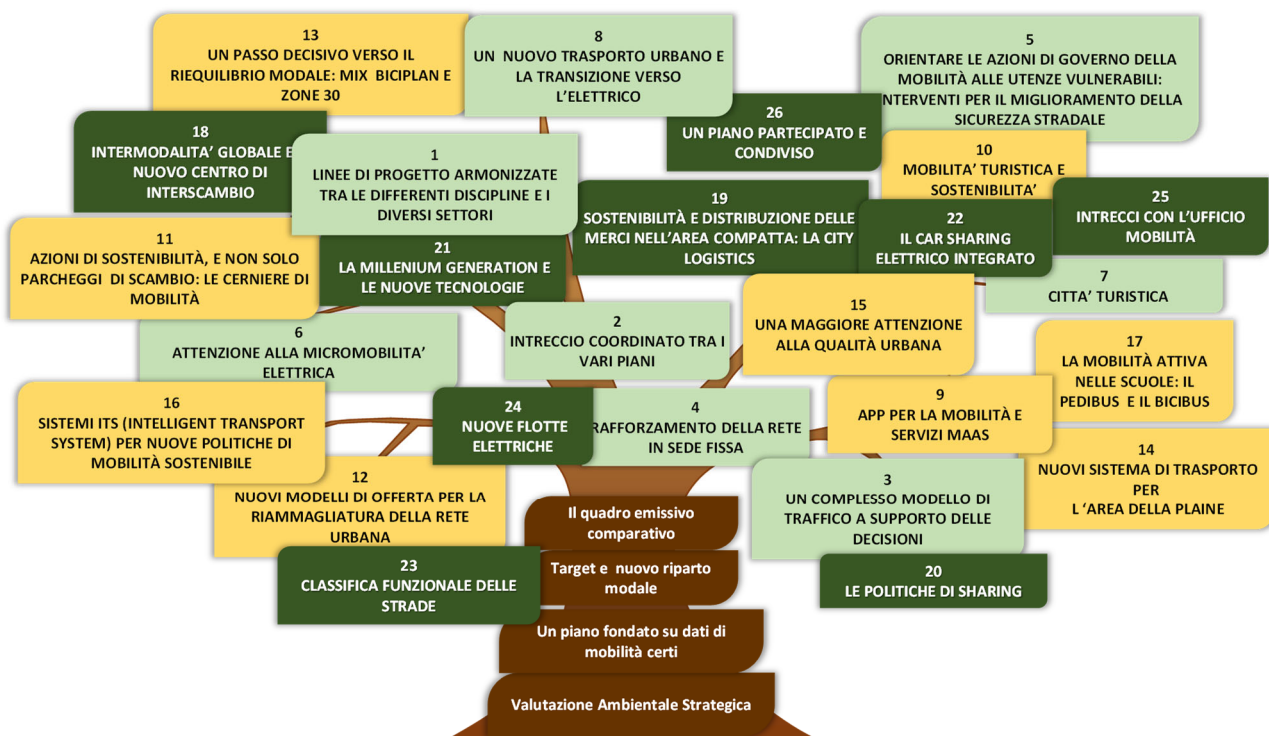 13
UN PASSO DECISIVO VERSO IL
RIEQUILIBRIO MODALE: MIX BICIPLAN E
ZONE 30
8
UN NUOVO TRASPORTO URBANO E
LA TRANSIZIONE VERSO
L'ELETTRICO
5
ORIENTARE LE AZIONI DI GOVERNO DELLA
MOBILITÀ ALLE UTENZE VULNERABILI:
INTERVENTI PER IL MIGLIORAMENTO DELLA
SICUREZZA STRADALE
18
INTERMODALITA' GLOBALE E
NUOVO CENTRO DI
INTERSCAMBIO
1
LINEE DI PROGETTO ARMONIZZATE
TRA LE DIFFERENTI DISCIPLINE E I
DIVERSI SETTORI
26
UN PIANO PARTECIPATO E
CONDIVISO
10
MOBILITA' TURISTICA E
SOSTENIBILITA'
19
SOSTENIBILITÀ E DISTRIBUZIONE DELLE
MERCI NELL'AREA COMPATTA: LA CITY
LOGISTICS
22
IL CAR SHARING
ELETTRICO INTEGRATO
25
INTRECCI CON L'UFFICIO
MOBILITÀ
11
AZIONI DI SOSTENIBILITÀ, E NON SOLO
PARCHEGGI DI SCAMBIO: LE CERNIERE DI
MOBILITÀ
21
LA MILLENIUM GENERATION E
LE NUOVE TECNOLOGIE
7
CITTA' TURISTICA
6
ATTENZIONE ALLA MICROMOBILITA'
ELETTRICA
2
INTRECCIO COORDINATO TRA I
VARI PIANI
15
UNA MAGGIORE ATTENZIONE
ALLA QUALITÀ URBANA
17
LA MOBILITÀ ATTIVA
NELLE SCUOLE: IL
PEDIBUS E IL BICIBUS
16
SISTEMI ITS (INTELLIGENT TRANSPORT
SYSTEM) PER NUOVE POLITICHE DI
MOBILITÀ SOSTENIBILE
24
NUOVE FLOTTE
ELETTRICHE
4
RAFFORZAMENTO DELLA RETE
IN SEDE FISSA
9
APP PER LA MOBILITÀ E
SERVIZI MAAS
14
NUOVI SISTEMA DI TRASPORTO
PER
L 'AREA DELLA PLAINE
12
NUOVI MODELLI DI OFFERTA PER LA
RIAMMAGLIATURA DELLA RETE
URBANA
3
UN COMPLESSO MODELLO DI
TRAFFICO A SUPPORTO DELLE
DECISIONI
23
CLASSIFICA FUNZIONALE DELLE
STRADE
20
LE POLITICHE DI SHARING
Il quadro emissivo
comparativo
Target e nuovo riparto
modale
Un piano fondato su dati di
mobilità certi
Valutazione Ambientale Strategica